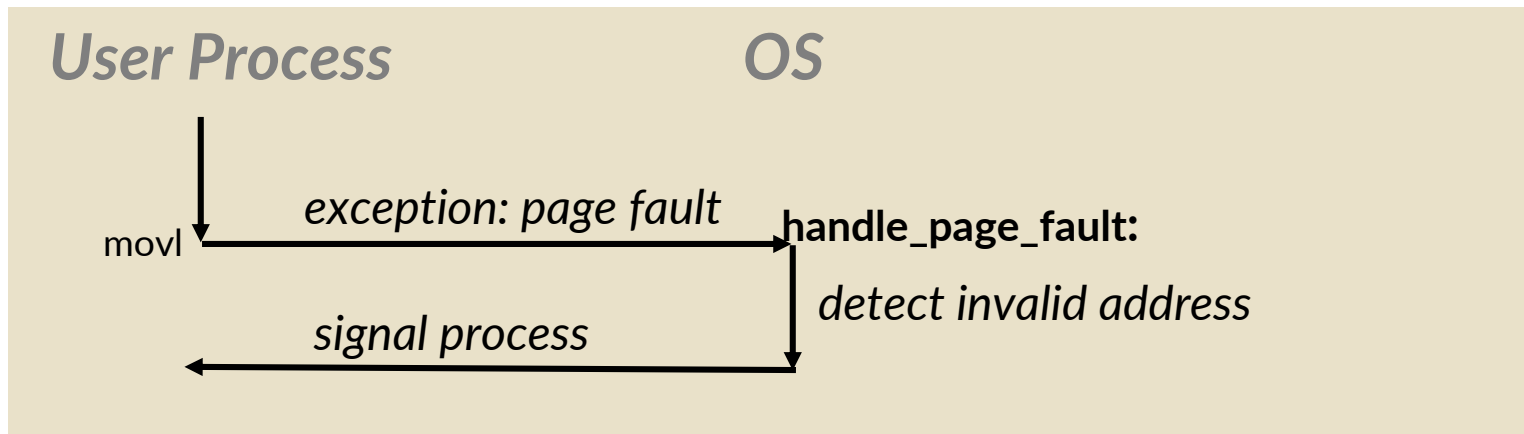 User Process
OS
exception: page fault
handle_page_fault:
movl
detect invalid address
signal process